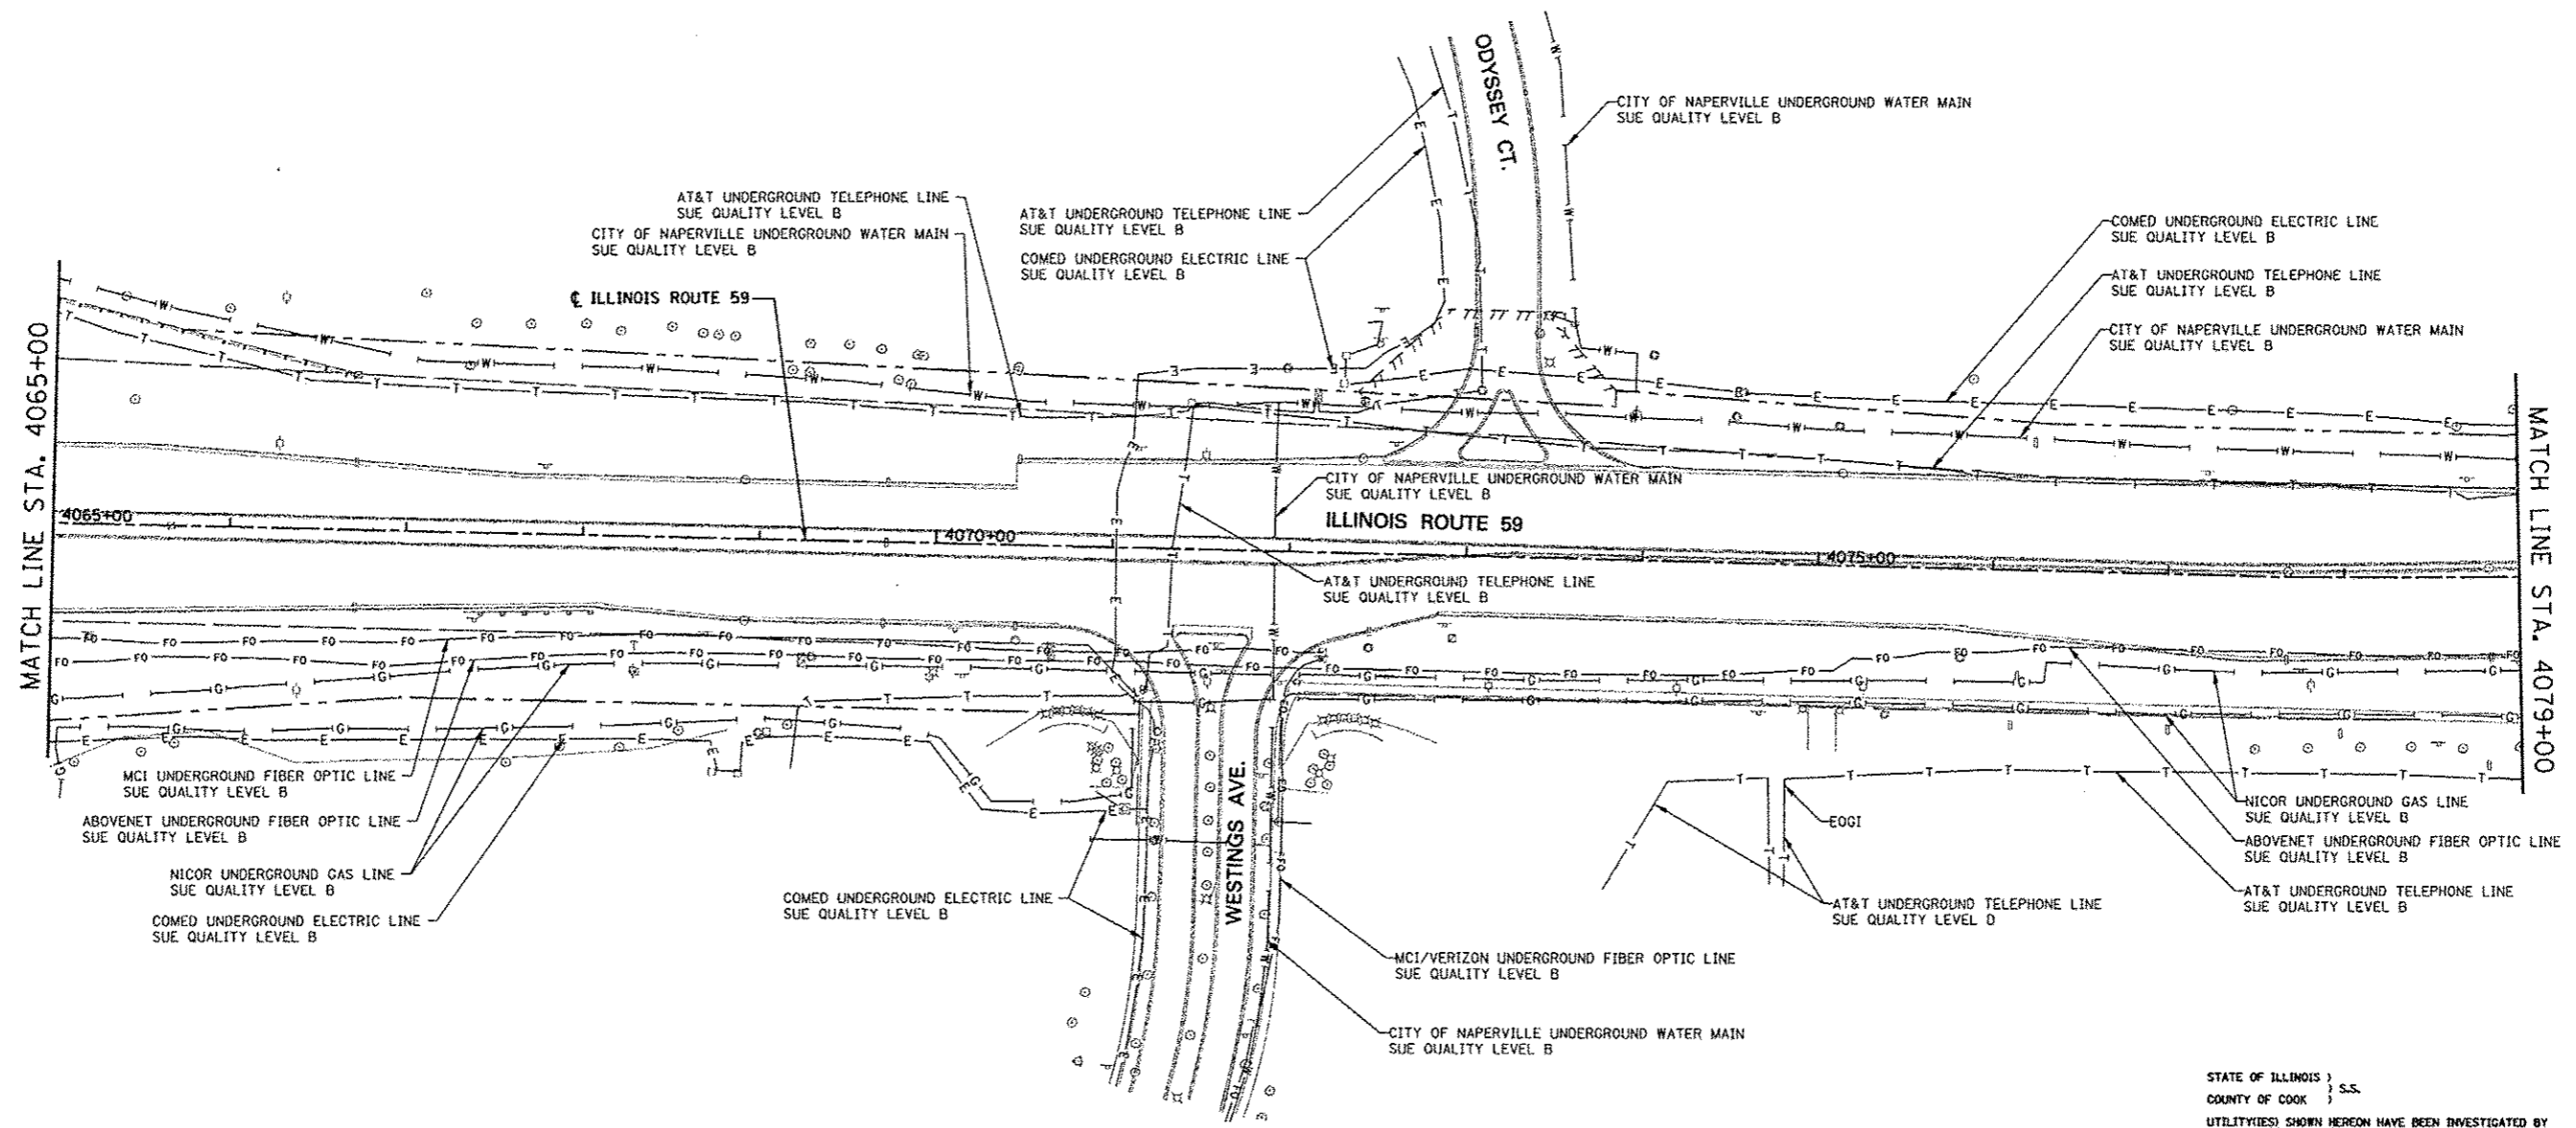 ODYSSEY CT.
CITY OF NAPERVILLE UNDERGROUND WATER MAIN
SUE QUALITY LEVEL B
AT&T UNDERGROUND TELEPHONE LINE
SUE QUALITY LEVEL B
CITY OF NAPERVILLE UNDERGROUND WATER MAIN
SUE QUALITY LEVEL B
℄ ILLINOIS ROUTE 59
AT&T UNDERGROUND TELEPHONE LINE
SUE QUALITY LEVEL B
COMED UNDERGROUND ELECTRIC LINE
SUE QUALITY LEVEL B
COMED UNDERGROUND ELECTRIC LINE
SUE QUALITY LEVEL B
AT&T UNDERGROUND TELEPHONE LINE
SUE QUALITY LEVEL B
CITY OF NAPERVILLE UNDERGROUND WATER MAIN
SUE QUALITY LEVEL B
MATCH LINE STA. 4065+00
MATCH LINE STA. 4079+00
CITY OF NAPERVILLE UNDERGROUND WATER MAIN
SUE QUALITY LEVEL B
ILLINOIS ROUTE 59
4065+00
4070+00
4075+00
AT&T UNDERGROUND TELEPHONE LINE
SUE QUALITY LEVEL B
MCI UNDERGROUND FIBER OPTIC LINE
SUE QUALITY LEVEL B
ABOVENET UNDERGROUND FIBER OPTIC LINE
SUE QUALITY LEVEL B
NICOR UNDERGROUND GAS LINE
SUE QUALITY LEVEL B
COMED UNDERGROUND ELECTRIC LINE
SUE QUALITY LEVEL B
COMED UNDERGROUND ELECTRIC LINE
SUE QUALITY LEVEL B
WESTINGS AVE.
MCI/VERIZON UNDERGROUND FIBER OPTIC LINE
SUE QUALITY LEVEL B
CITY OF NAPERVILLE UNDERGROUND WATER MAIN
SUE QUALITY LEVEL B
EOGI
AT&T UNDERGROUND TELEPHONE LINE
SUE QUALITY LEVEL D
NICOR UNDERGROUND GAS LINE
SUE QUALITY LEVEL B
ABOVENET UNDERGROUND FIBER OPTIC LINE
SUE QUALITY LEVEL B
AT&T UNDERGROUND TELEPHONE LINE
SUE QUALITY LEVEL B
STATE OF ILLINOIS )
) S.S.
COUNTY OF COOK )
UTILITY(IES) SHOWN HEREON HAVE BEEN INVESTIGATED BY